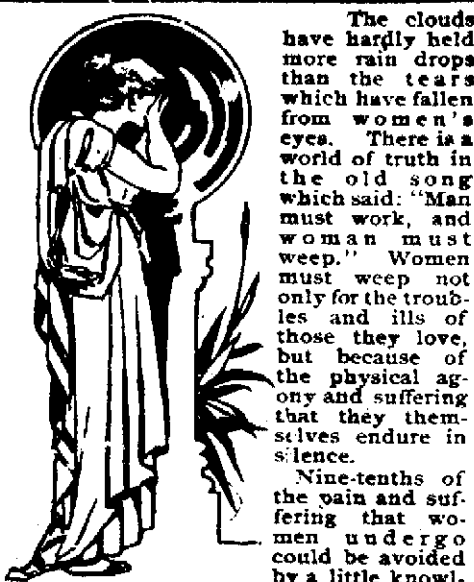 The clouds
have hardly held
more rain drops
than the tears
which have fallen
from women's
eyes. There is a
world of truth in
the old song
which said: "Man
must work, and
woman must
weep." Women
must weep not
only for the troub-
les and ills of
those they love,
but because of
the physical ag-
ony and suffering
that they them-
selves endure in
silence.
Nine-tenths of
the pain and suf-
fering that wo-
men undergo
could be avoided
by a little knowl-